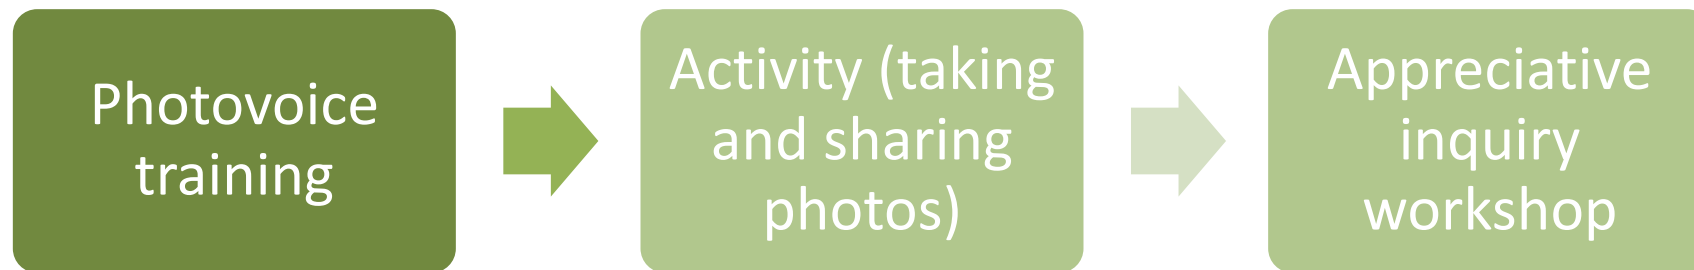 Photovoice
training
Activity (taking
and sharing
photos)
Appreciative
inquiry
workshop